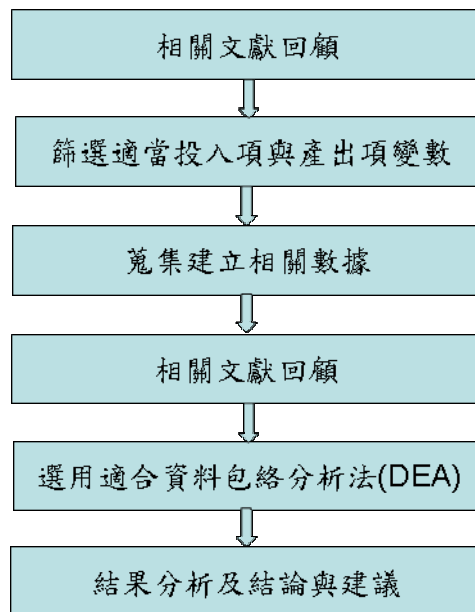 相關文獻回顧
篩選適當投入項與產出項變數
蒐集建立相關數據
相關文獻回顧
選用適合資料包絡分析法(DEA)
結果分析及結論與建議